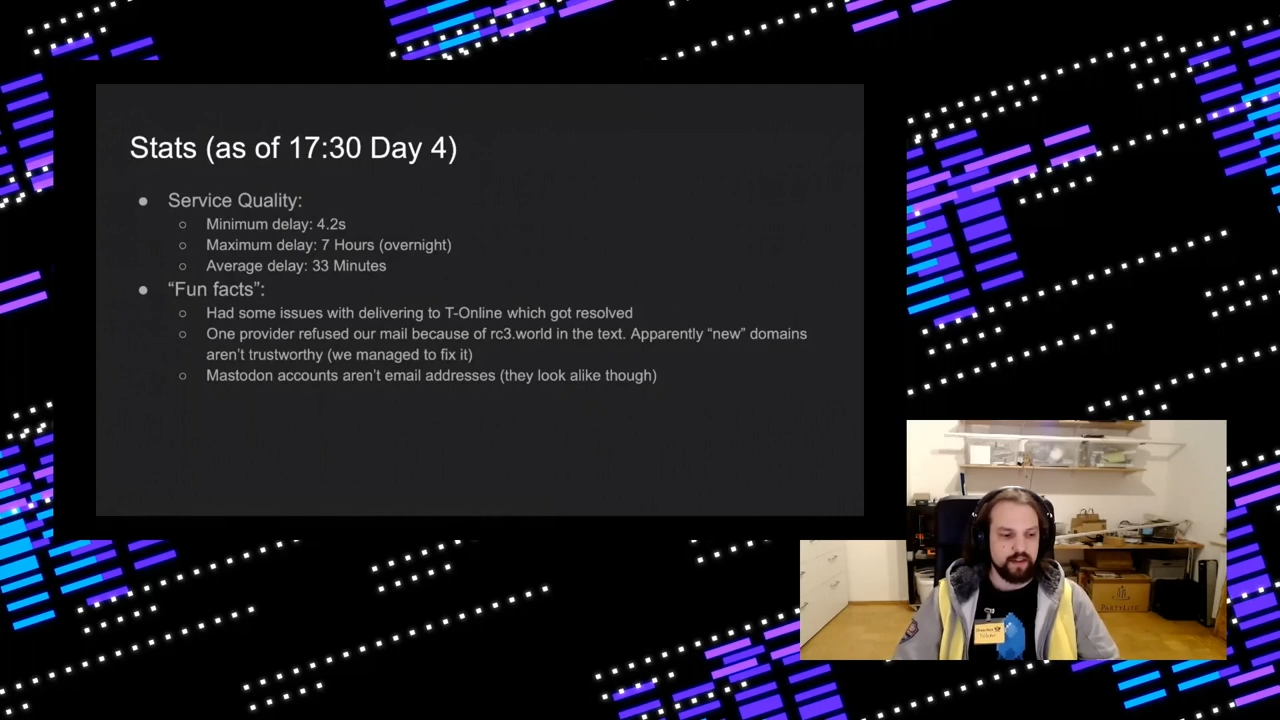 Stats (as of 17:30 Day 4)
● Service Quality:
○ Minimum delay: 4.2s
○ Maximum delay: 7 Hours (overnight)
○ Average delay: 33 Minutes
● “Fun facts”:
○ Had some issues with delivering to T-Online which got resolved
○ One provider refused our mail because of rc3.world in the text. Apparently “new” domains
aren’t trustworthy (we managed to fix it)
○ Mastodon accounts aren’t email addresses (they look alike though)
PARTYLITE